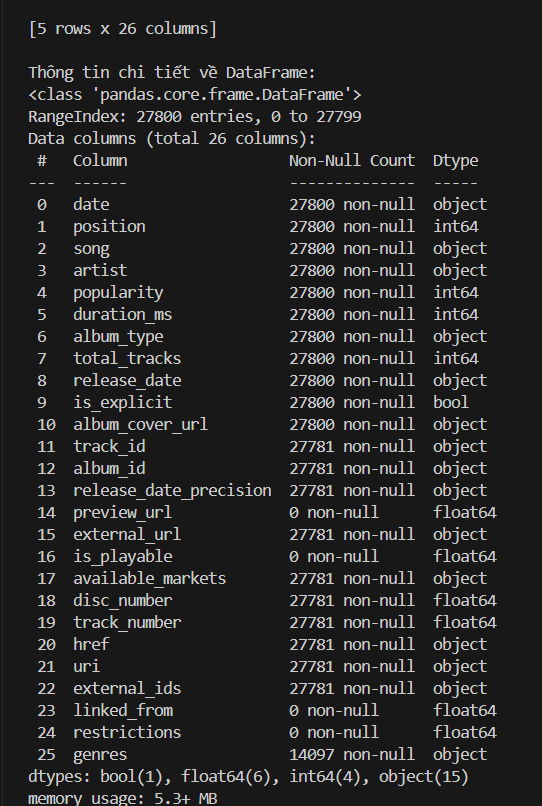 [5 rows x 26 columns]
Thông tin chi tiết về DataFrame:
<class 'pandas.core.frame.DataFrame'>
RangeIndex: 27800 entries, 0 to 27799
Data columns (total 26 columns):
 #   Column                  Non-Null Count  Dtype
---  ------                  --------------  -----
 0   date                    27800 non-null  object
 1   position                27800 non-null  int64
 2   song                    27800 non-null  object
 3   artist                  27800 non-null  object
 4   popularity              27800 non-null  int64
 5   duration_ms             27800 non-null  int64
 6   album_type              27800 non-null  object
 7   total_tracks            27800 non-null  int64
 8   release_date            27800 non-null  object
 9   is_explicit             27800 non-null  bool
 10  album_cover_url         27800 non-null  object
 11  track_id                27781 non-null  object
 12  album_id                27781 non-null  object
 13  release_date_precision  27781 non-null  object
 14  preview_url             0 non-null      float64
 15  external_url            27781 non-null  object
 16  is_playable             0 non-null      float64
 17  available_markets       27781 non-null  object
 18  disc_number             27781 non-null  float64
 19  track_number            27781 non-null  float64
 20  href                    27781 non-null  object
 21  uri                     27781 non-null  object
 22  external_ids            27781 non-null  object
 23  linked_from             0 non-null      float64
 24  restrictions            0 non-null      float64
 25  genres                  14097 non-null  object
dtypes: bool(1), float64(6), int64(4), object(15)
memory usage: 5.3+ MB